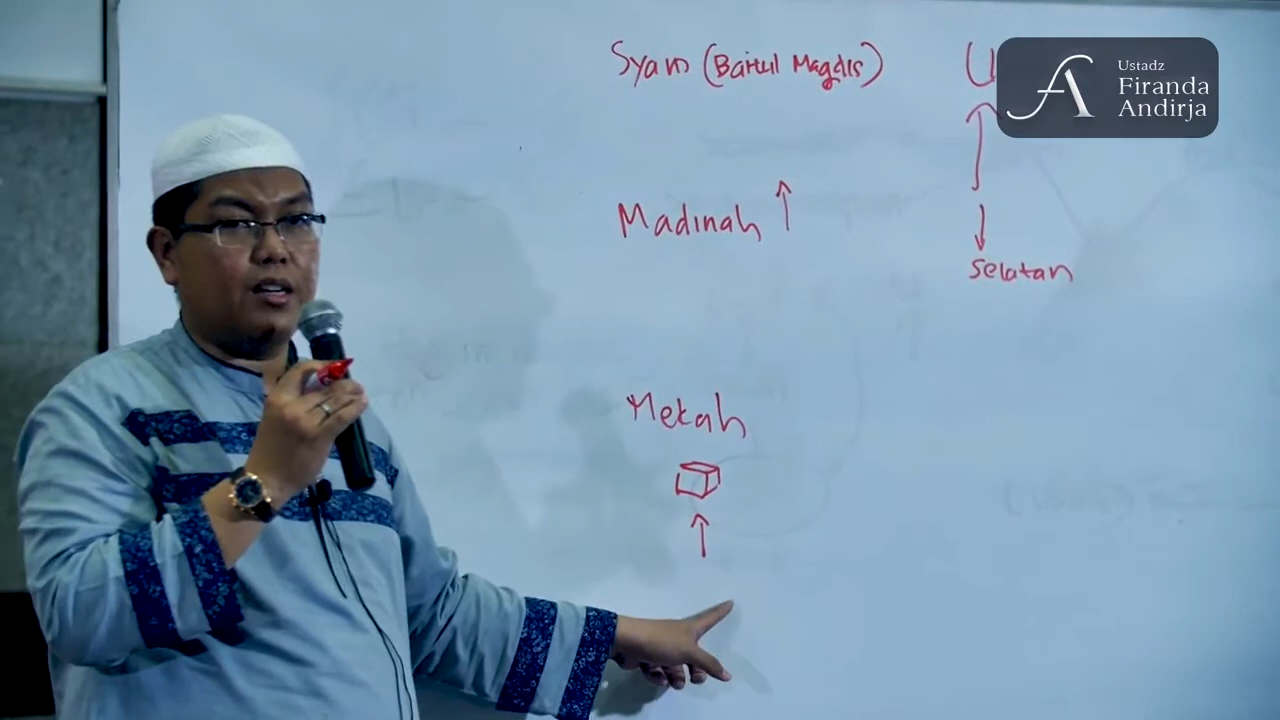 Syam (Baitul Maqdis)
U
Ustadz
Firanda
Andirja
Madinah
Selatan
Mekah